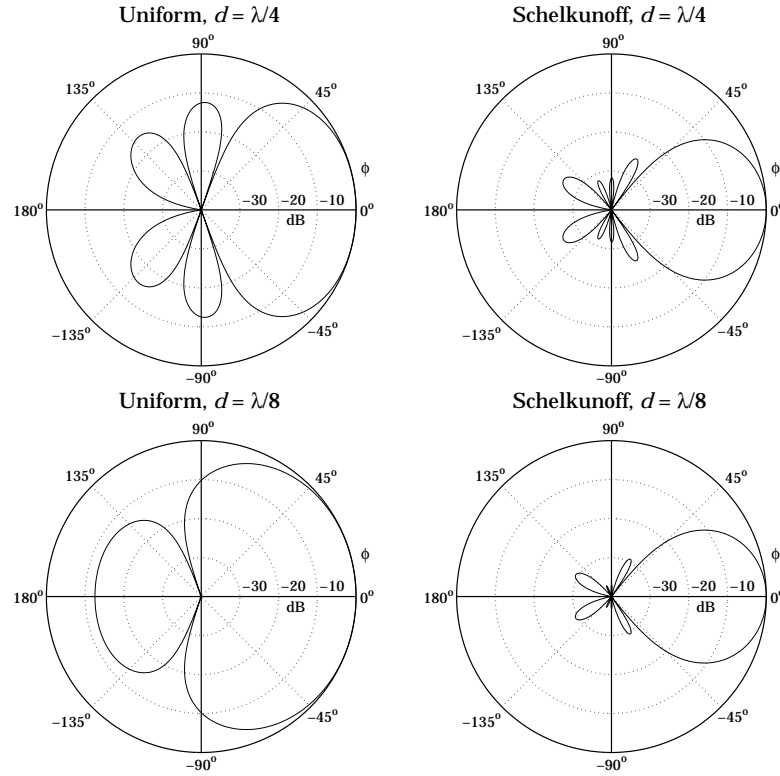 Uniform, d = λ/4
90°
135°
45°
ϕ
180°
−30 −20 −10
0°
dB
−135°
−45°
−90°
Schelkunoff, d = λ/4
90°
135°
45°
ϕ
180°
−30 −20 −10
0°
dB
−135°
−45°
−90°
Uniform, d = λ/8
90°
135°
45°
ϕ
180°
−30 −20 −10
0°
dB
−135°
−45°
−90°
Schelkunoff, d = λ/8
90°
135°
45°
ϕ
180°
−30 −20 −10
0°
dB
−135°
−45°
−90°